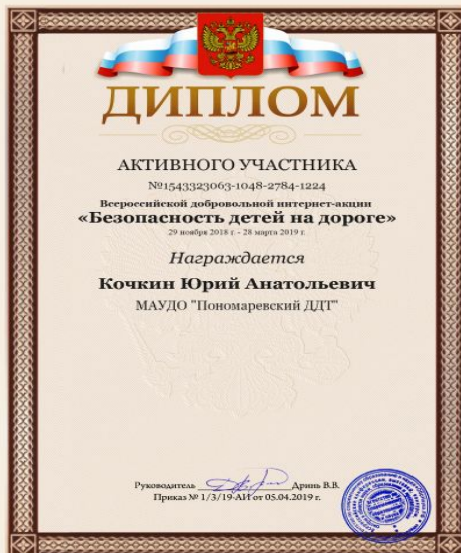 ДИПЛОМ
АКТИВНОГО УЧАСТНИКА
№1543323063-1048-2784-1224
Всероссийской добровольной интернет-акции
«Безопасность детей на дороге»
29 ноября 2018 г. - 28 марта 2019 г.
Награждается
Кочкин Юрий Анатольевич
МАУДО "Пономаревский ДДТ"
Руководитель Дринь В.В.
Приказ № 1/3/19-АИ от 05.04.2019 г.